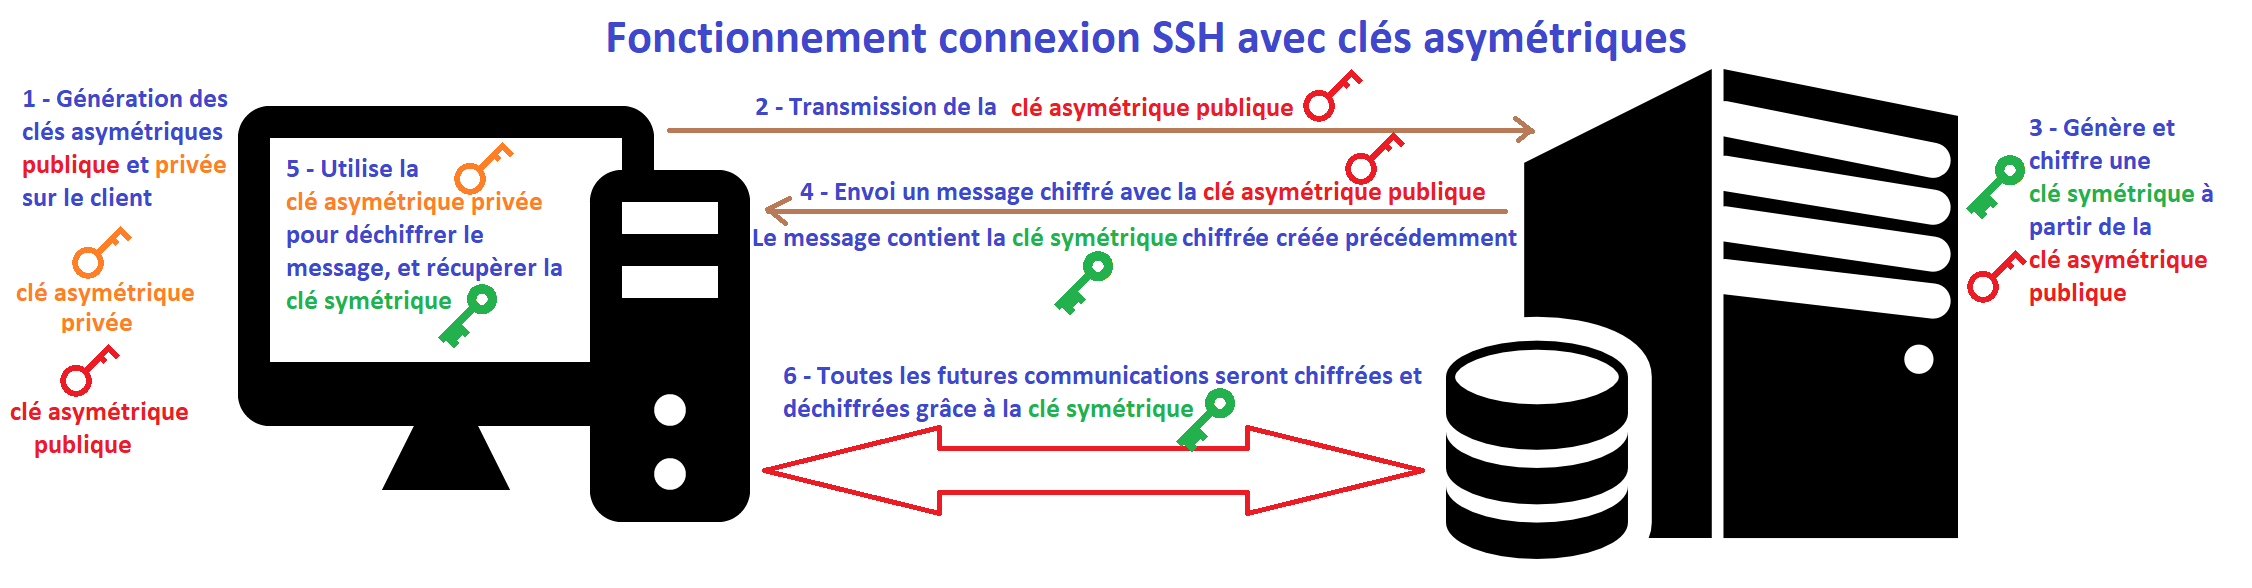 Fonctionnement connexion SSH avec clés asymétriques
1 - Génération des
clés asymétriques
publique et privée
sur le client
clé asymétrique
privée
clé asymétrique
publique
2 - Transmission de la clé asymétrique publique
3 - Génère et
chiffre une
clé symétrique à
partir de la
clé asymétrique
publique
4 - Envoi un message chiffré avec la clé asymétrique publique
Le message contient la clé symétrique chiffrée créée précédemment
5 - Utilise la
clé asymétrique privée
pour déchiffrer le
message, et récupèrer la
clé symétrique
6 - Toutes les futures communications seront chiffrées et
déchiffrées grâce à la clé symétrique